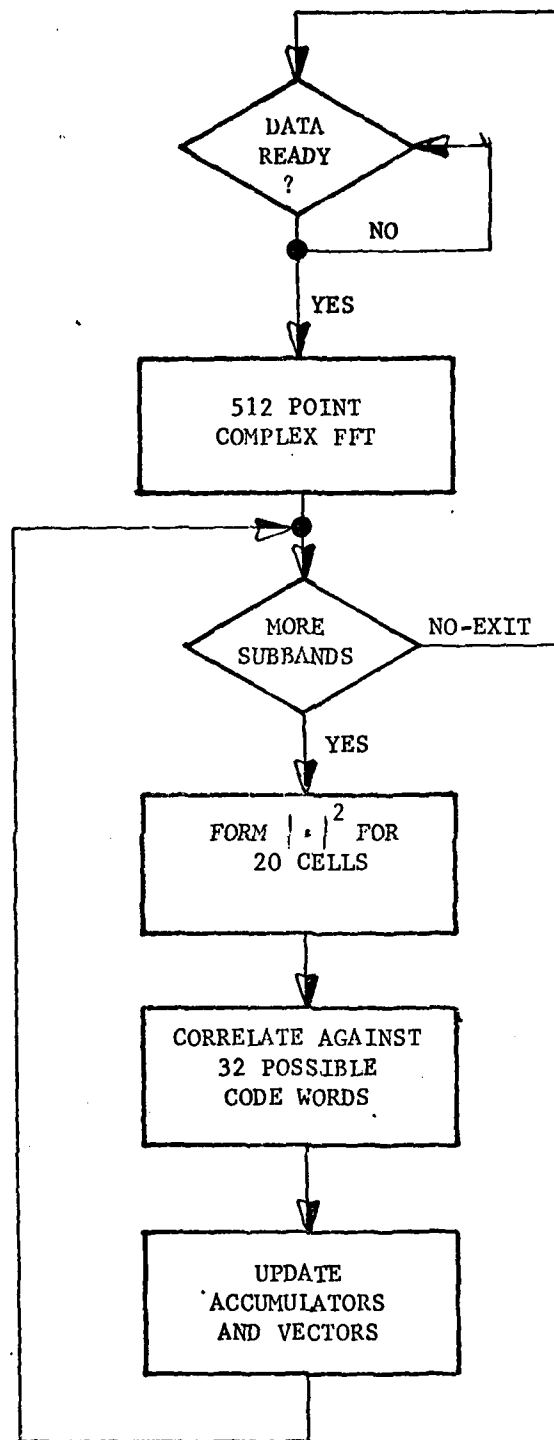 DATA
READY
?
NO
YES
512 POINT
COMPLEX FFT
MORE
SUBBANDS
NO-EXIT
YES
FORM |•|² FOR
20 CELLS
CORRELATE AGAINST
32 POSSIBLE
CODE WORDS
UPDATE
ACCUMULATORS
AND VECTORS